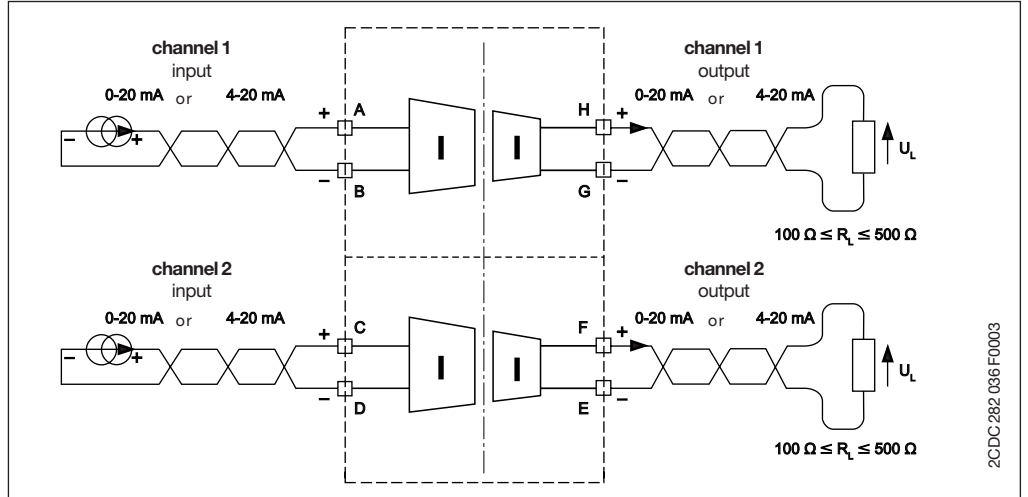 channel 1
input
0-20 mA or 4-20 mA
channel 1
output
0-20 mA or 4-20 mA
+ A
H +
- +
I I
U_L
- B
G -
100 Ω ≤ R_L ≤ 500 Ω
channel 2
input
0-20 mA or 4-20 mA
channel 2
output
0-20 mA or 4-20 mA
+ C
F +
- +
I I
U_L
- D
E -
100 Ω ≤ R_L ≤ 500 Ω
2CDC 282 036 F0003